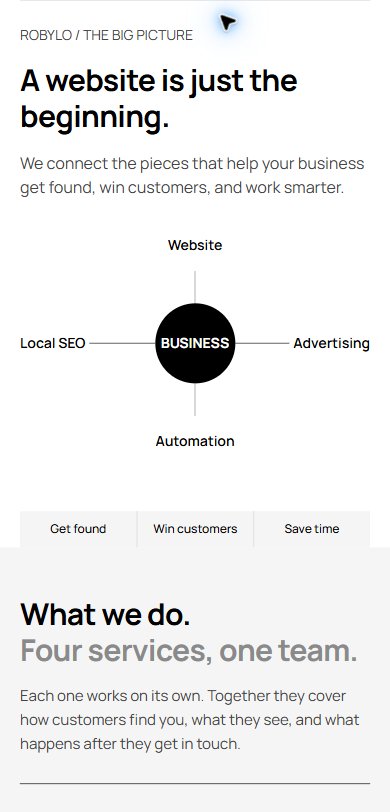 ROBYLO / THE BIG PICTURE
A website is just the
beginning.
We connect the pieces that help your business
get found, win customers, and work smarter.
Website
Local SEO
BUSINESS
Advertising
Automation
Get found
Win customers
Save time
What we do.
Four services, one team.
Each one works on its own. Together they cover
how customers find you, what they see, and what
happens after they get in touch.